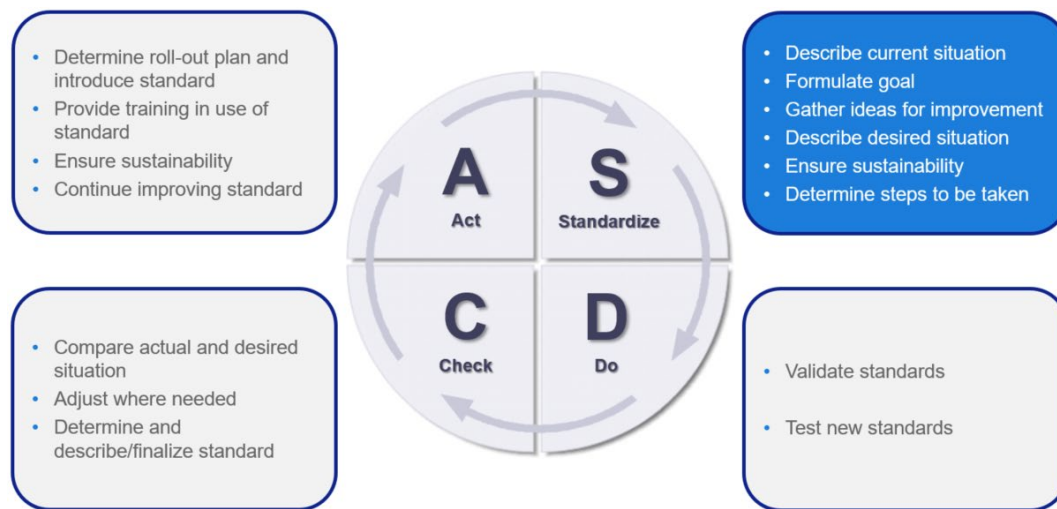 • Determine roll-out plan and
introduce standard
• Provide training in use of
standard
• Ensure sustainability
• Continue improving standard
A
Act
S
Standardize
• Describe current situation
• Formulate goal
• Gather ideas for improvement
• Describe desired situation
• Ensure sustainability
• Determine steps to be taken
• Compare actual and desired
situation
• Adjust where needed
• Determine and
describe/finalize standard
C
Check
D
Do
• Validate standards
• Test new standards